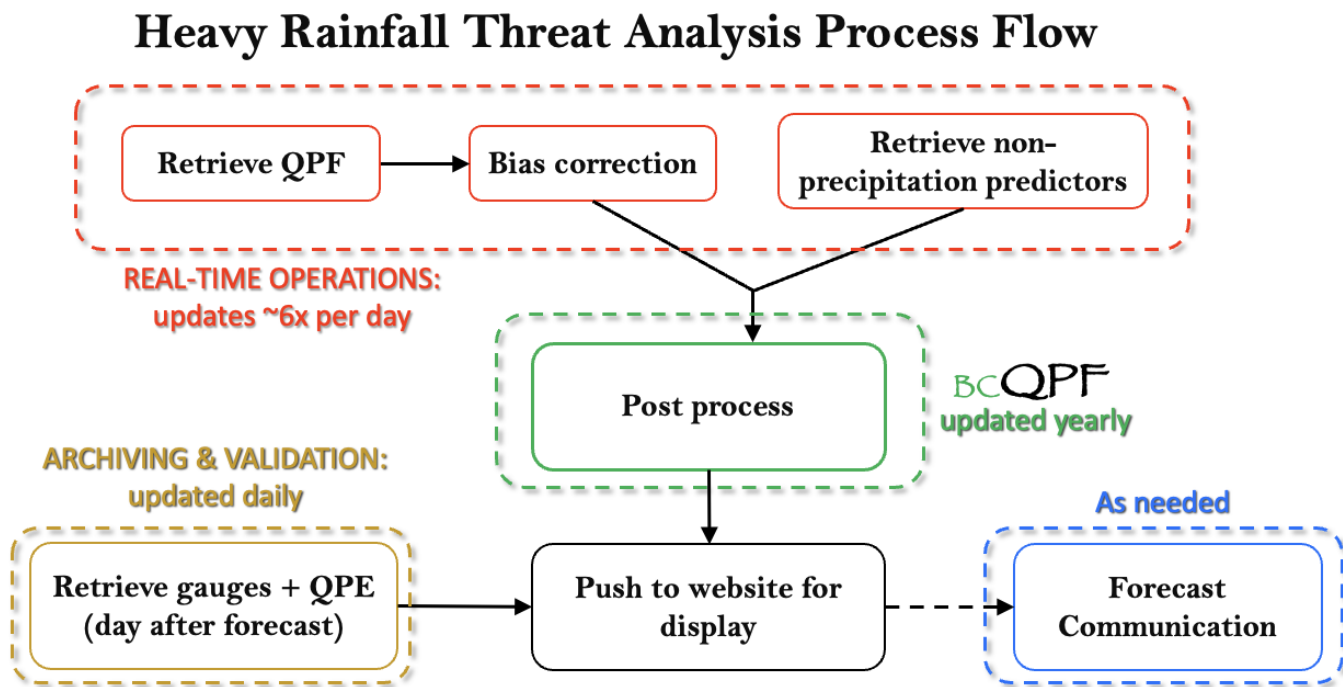 Heavy Rainfall Threat Analysis Process Flow
Retrieve QPF
Bias correction
Retrieve non-
precipitation predictors
REAL-TIME OPERATIONS:
updates ~6x per day
Post process
BCQPF
updated yearly
ARCHIVING & VALIDATION:
updated daily
As needed
Retrieve gauges + QPE
(day after forecast)
Push to website for
display
Forecast
Communication